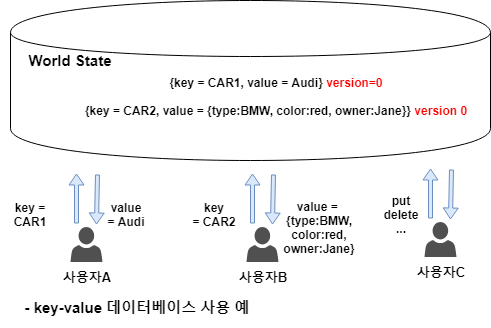 World State
{key = CAR1, value = Audi} version=0
{key = CAR2, value = {type:BMW, color:red, owner:Jane}} version 0
key =
CAR1
value
= Audi
사용자A
key
= CAR2
value =
{type:BMW,
color:red,
owner:Jane}
사용자B
put
delete
...
사용자C
- key-value 데이터베이스 사용 예